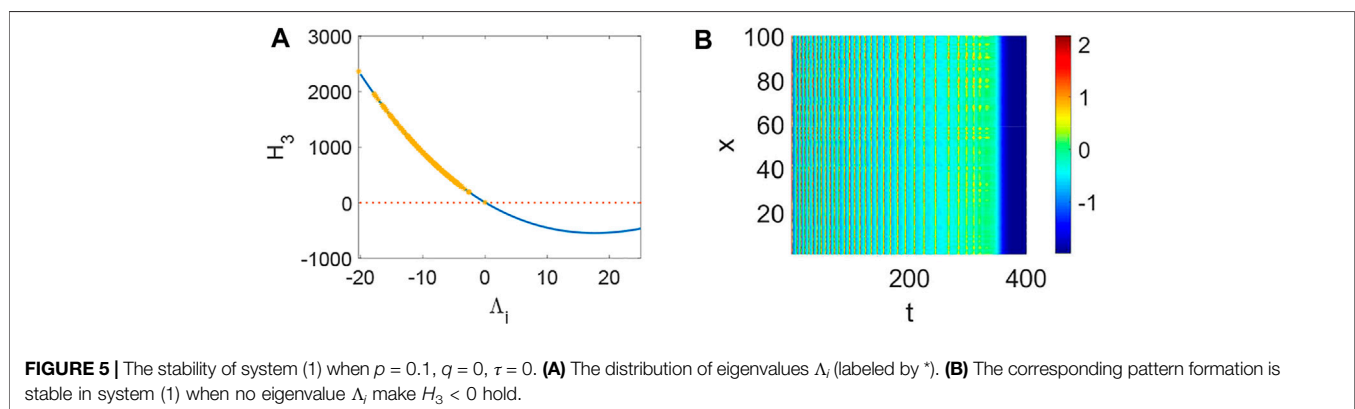 A
3000
2000
1000
0
-1000
H₃
-20
-10
0
10
20
Λᵢ
B
100
80
60
40
20
x
200
400
t
2
1
0
-1
FIGURE 5 | The stability of system (1) when p = 0.1, q = 0, τ = 0. (A) The distribution of eigenvalues Λᵢ (labeled by *). (B) The corresponding pattern formation is
stable in system (1) when no eigenvalue Λᵢ make H₃ < 0 hold.